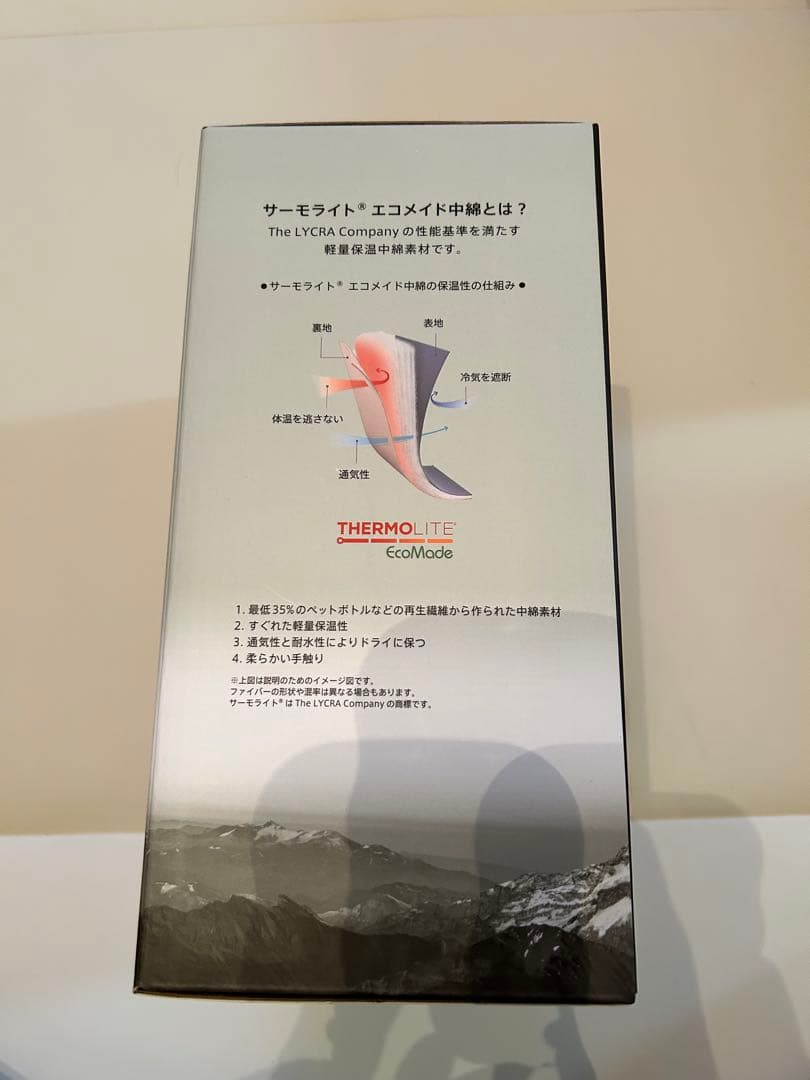 サーモライト® エコメイド中綿とは？
The LYCRA Company の性能基準を満たす
軽量保温中綿素材です。
●サーモライト® エコメイド中綿の保温性の仕組み●
表地
裏地
冷気を遮断
体温を逃さない
通気性
THERMOLITE®
EcoMade
1. 最低35%のペットボトルなどの再生繊維から作られた中綿素材
2. すぐれた軽量保温性
3. 通気性と耐水性によりドライに保つ
4. 柔らかい手触り
※上図は説明のためのイメージ図です。
ファイバーの形状や混率は異なる場合もあります。
サーモライト® は The LYCRA Company の商標です。